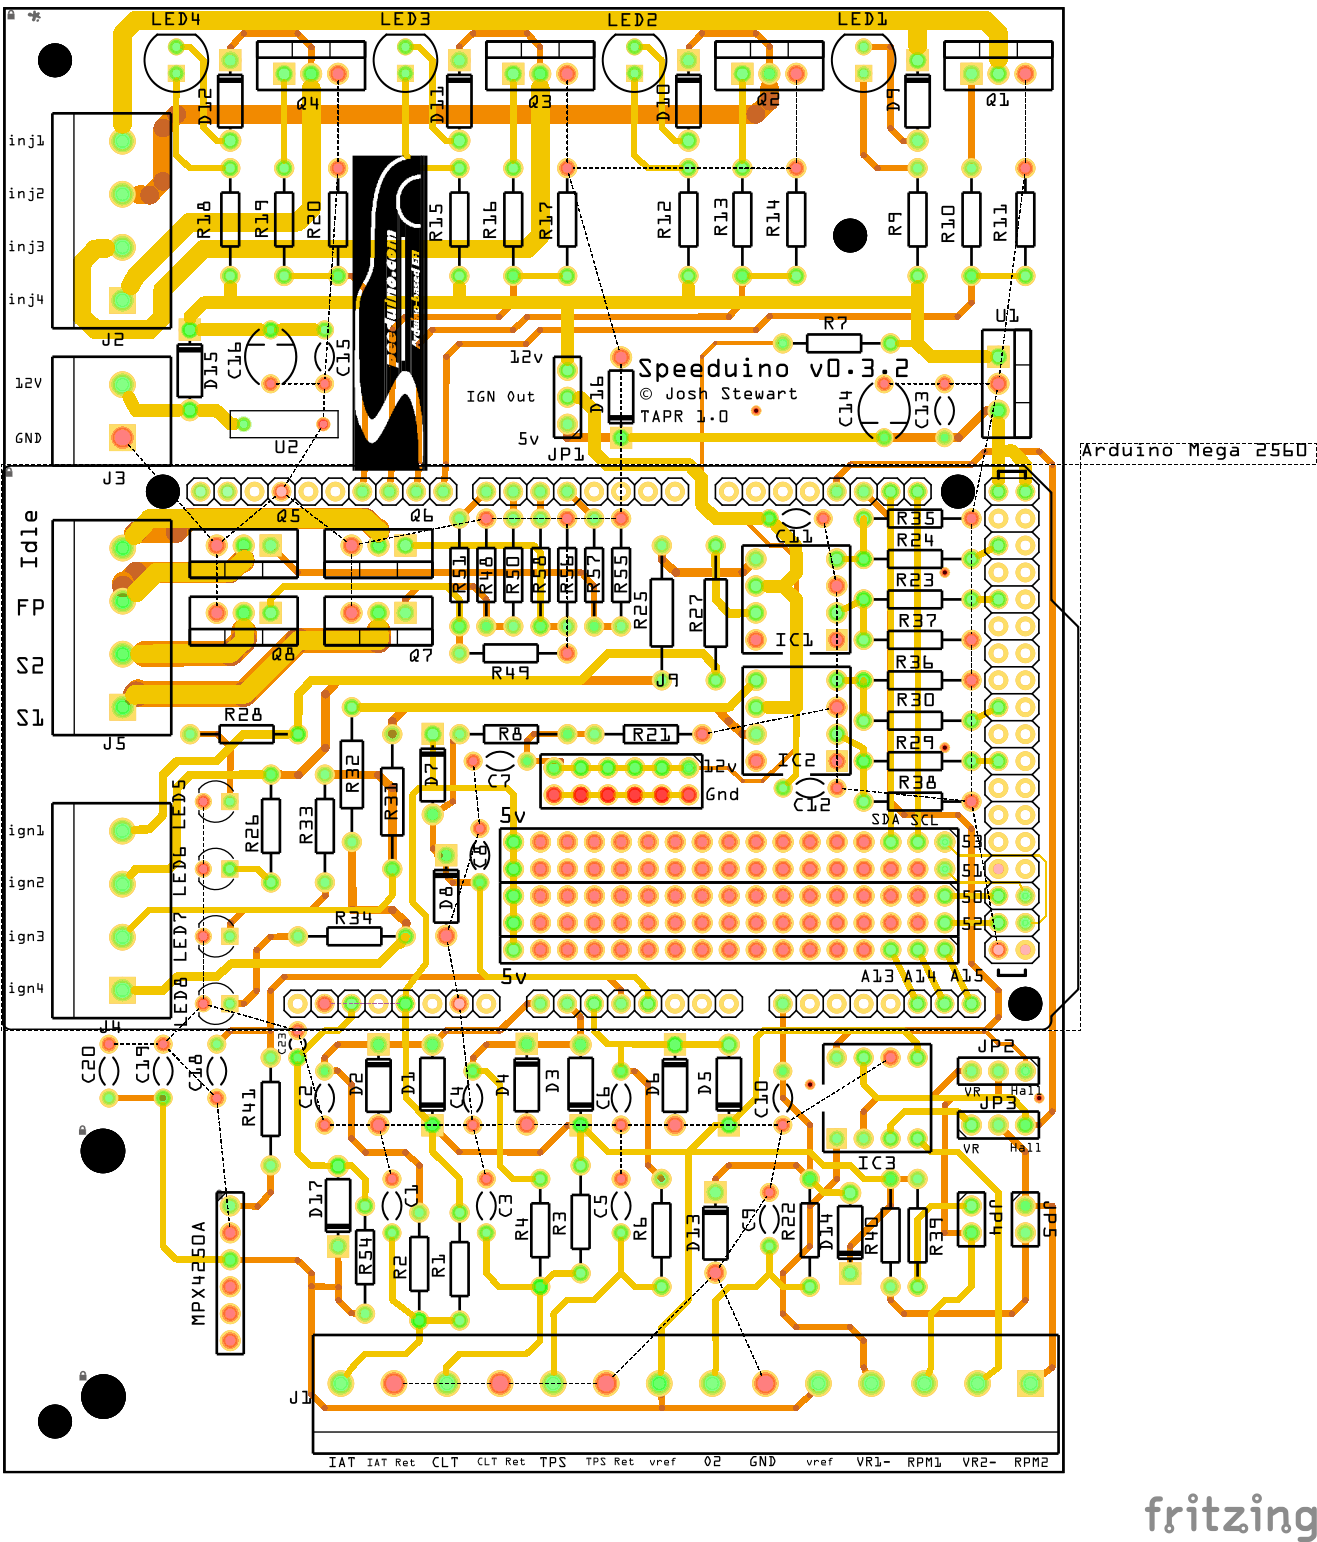 LED4 LED3 LED2 LED1
D12 Q4 D11 Q3 D10 Q2 D9 Q1
inj1
inj2
inj3
inj4
R18 R19 R20 R15 R16 R17 R12 R13 R14 R9 R10 R11
J2
D15 C16 C15
speeduino.com
Arduino-based EFI
12v
IGN Out
5v
JP1
D16
R7
U1
Speeduino v0.3.2
© Josh Stewart
TAPR 1.0
C14 C13
12V
GND
U2
J3
Arduino Mega 2560
Idle
FP
S2
S1
J5
Q5 Q6
Q8 Q7
R51 R48 R50 R58 R56 R57 R55
R49
R25 R27
J9
C11
IC1
IC2
C12
R35
R24
R23
R37
R36
R30
R29
R38
SDA SCL
R28
R32 R31
D7
R8 R21
C7
12v
Gnd
R26 R33
C8
D8
R34
LED5
LED6
LED7
LED8
ign1
ign2
ign3
ign4
J4
5v
53
51
50
52
5v
A13 A14 A15
C20 C19 C18
C23
R41
C2 D2 D1 C4 D4 D3 C6 D6 D5 C10
IC3
JP2
VR Hall
JP3
VR Hall
MPX4250A
D17 R54 C1 R2 R1 C3 R4 R3 C5 R6 D13 C9 R22 D14 R40 R39 JP4 JP5
J1
IAT IAT Ret CLT CLT Ret TPS TPS Ret vref O2 GND vref VR1- RPM1 VR2- RPM2
fritzing